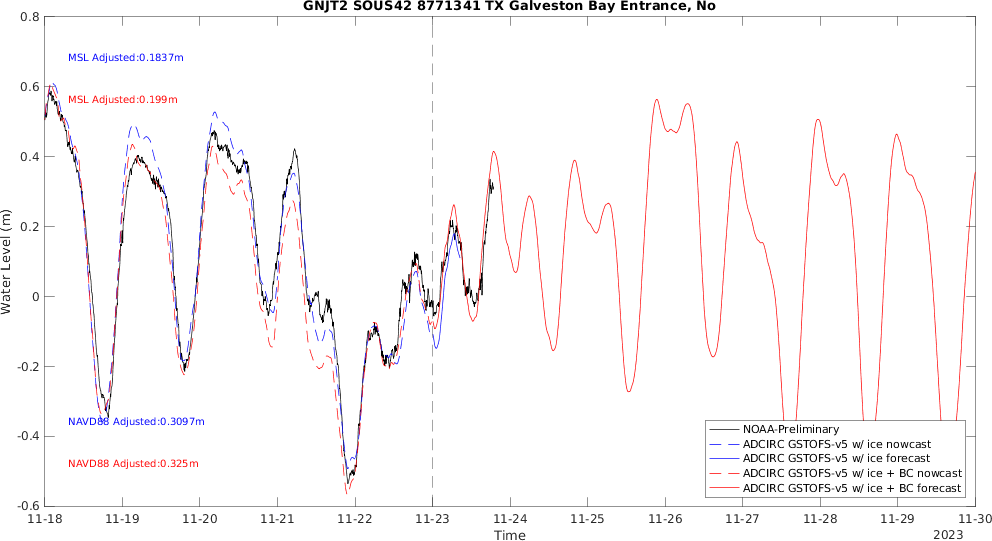 GNJT2 SOUS42 8771341 TX Galveston Bay Entrance, No
0.8
0.6
0.4
0.2
0
-0.2
-0.4
-0.6
Water Level (m)
MSL Adjusted:0.1837m
MSL Adjusted:0.199m
NAVD88 Adjusted:0.3097m
NAVD88 Adjusted:0.325m
NOAA-Preliminary
ADCIRC GSTOFS-v5 w/ ice nowcast
ADCIRC GSTOFS-v5 w/ ice forecast
ADCIRC GSTOFS-v5 w/ ice + BC nowcast
ADCIRC GSTOFS-v5 w/ ice + BC forecast
11-18 11-19 11-20 11-21 11-22 11-23 11-24 11-25 11-26 11-27 11-28 11-29 11-30
Time
2023